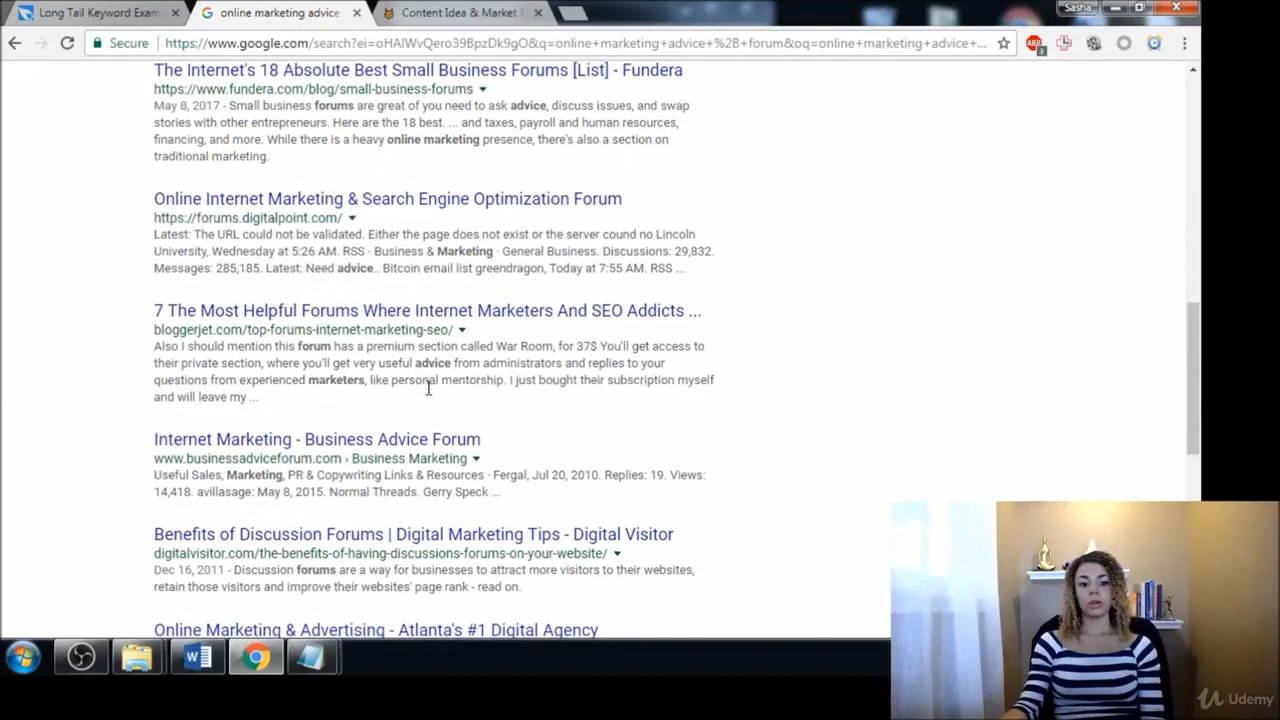 Long Tail Keyword Exam
online marketing advice
Content Idea & Market
Sasha
Secure
https://www.google.com/search?ei=oHAlWvQero39BpzDk9gO&q=online+marketing+advice+%2B+forum&oq=online+marketing+advice+...
ABP
3
The Internet's 18 Absolute Best Small Business Forums [List] - Fundera
https://www.fundera.com/blog/small-business-forums
May 8, 2017 - Small business forums are great of you need to ask advice, discuss issues, and swap
stories with other entrepreneurs. Here are the 18 best. ... and taxes, payroll and human resources,
financing, and more. While there is a heavy online marketing presence, there's also a section on
traditional marketing.
Online Internet Marketing & Search Engine Optimization Forum
https://forums.digitalpoint.com/
Latest: The URL could not be validated. Either the page does not exist or the server cound no Lincoln
University, Wednesday at 5:26 AM. RSS · Business & Marketing · General Business. Discussions: 29,832.
Messages: 285,185. Latest: Need advice.. Bitcoin email list greendragon, Today at 7:55 AM. RSS ...
7 The Most Helpful Forums Where Internet Marketers And SEO Addicts ...
bloggerjet.com/top-forums-internet-marketing-seo/
Also I should mention this forum has a premium section called War Room, for 37$ You'll get access to
their private section, where you'll get very useful advice from administrators and replies to your
questions from experienced marketers, like personal mentorship. I just bought their subscription myself
and will leave my ...
Internet Marketing - Business Advice Forum
www.businessadviceforum.com › Business Marketing
Useful Sales, Marketing, PR & Copywriting Links & Resources · Fergal, Jul 20, 2010. Replies: 19. Views:
14,418. avillasage: May 8, 2015. Normal Threads. Gerry Speck ...
Benefits of Discussion Forums | Digital Marketing Tips - Digital Visitor
digitalvisitor.com/the-benefits-of-having-discussions-forums-on-your-website/
Dec 16, 2011 - Discussion forums are a way for businesses to attract more visitors to their websites,
retain those visitors and improve their websites' page rank - read on.
Online Marketing & Advertising - Atlanta's #1 Digital Agency
Udemy